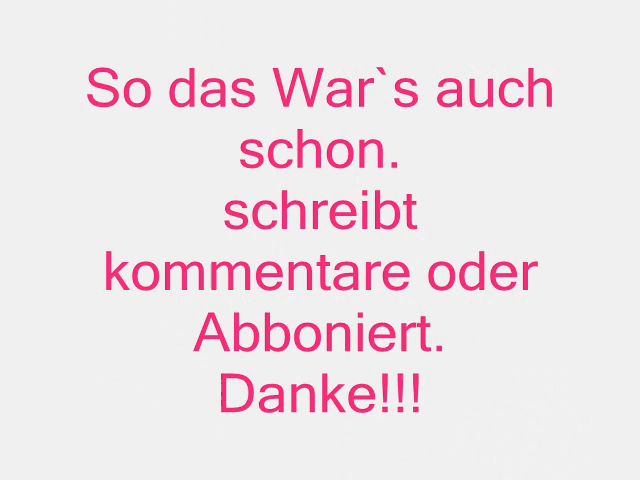 So das War`s auch
schon.
schreibt
kommentare oder
Abboniert.
Danke!!!